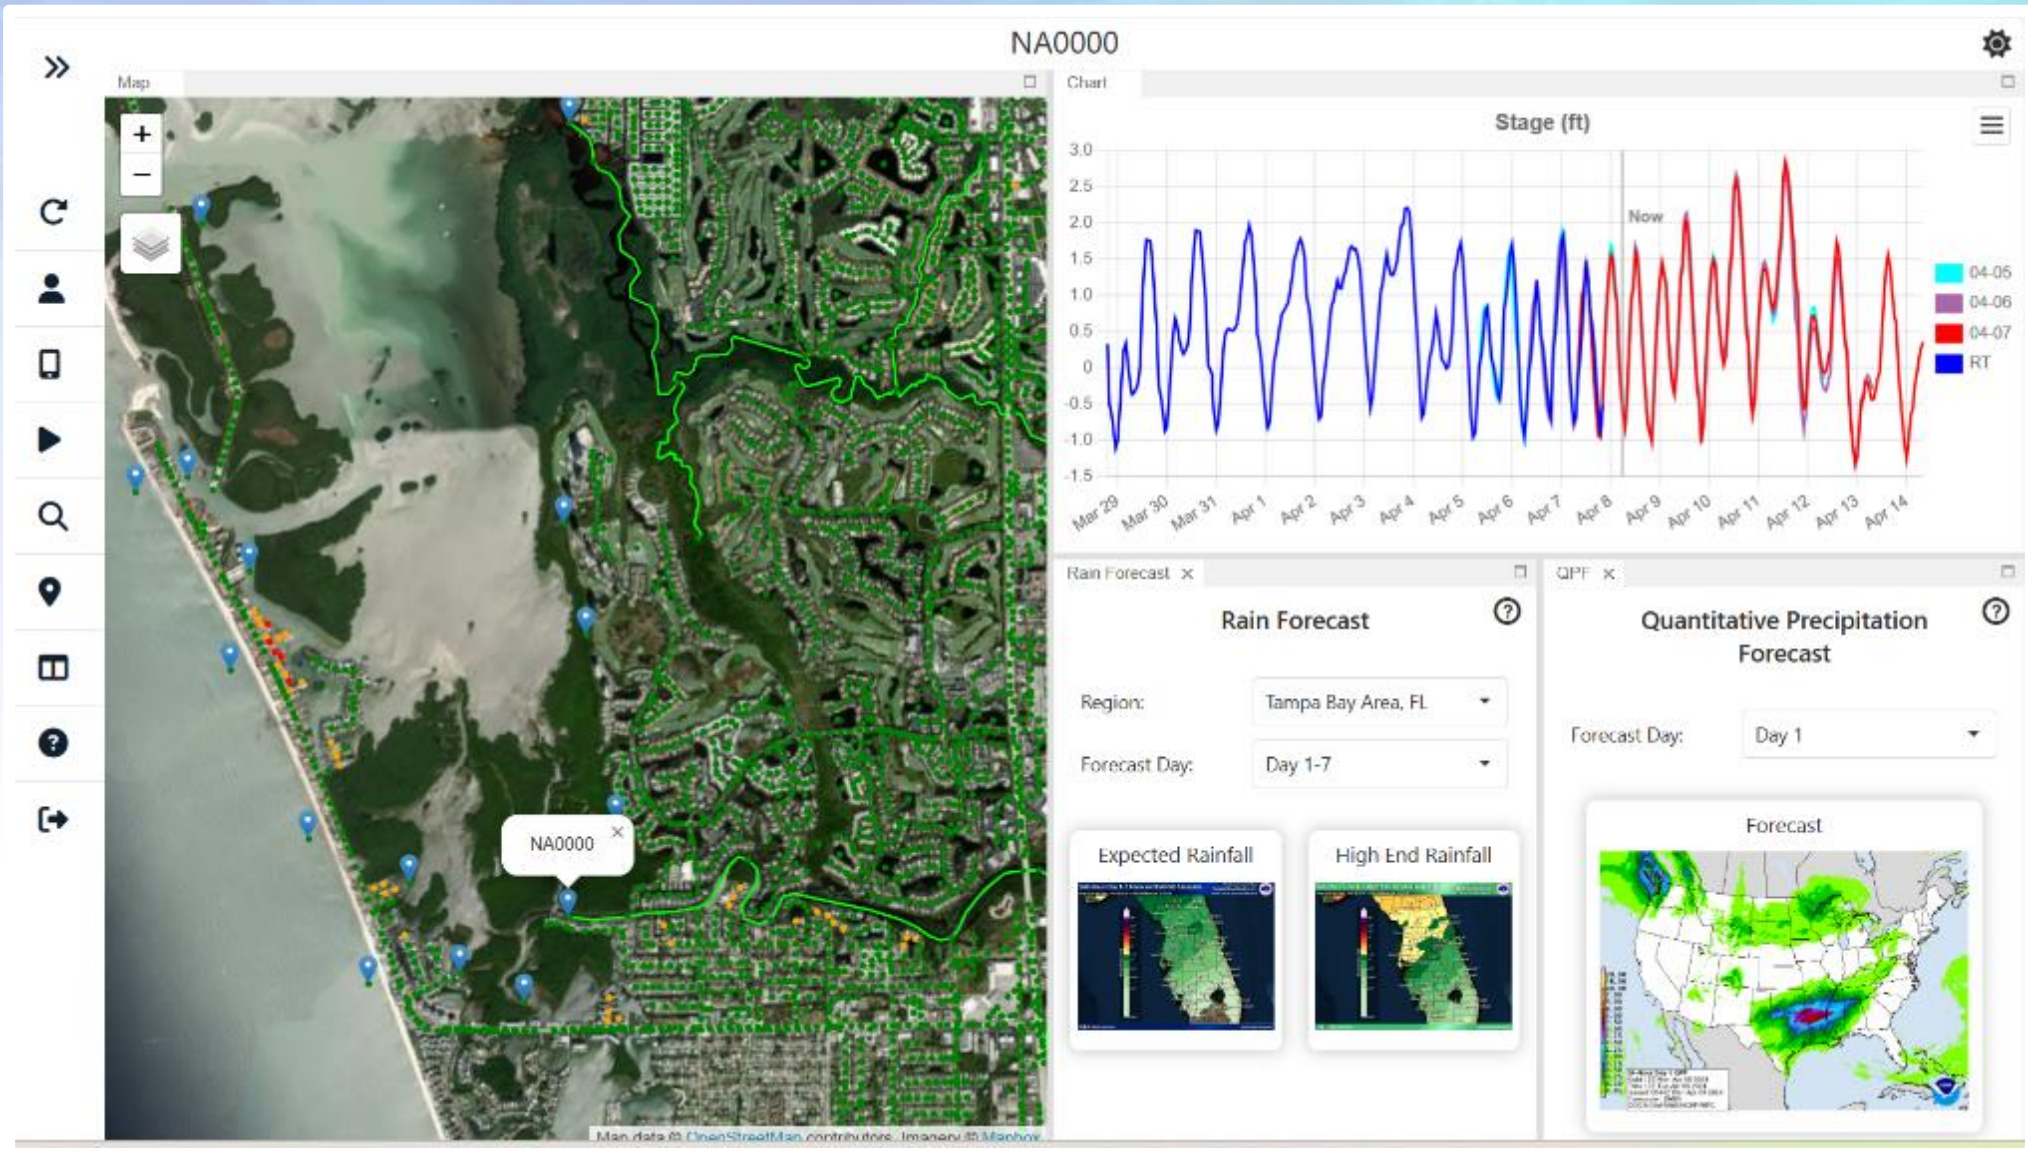 NA0000
Map
+
−
NA0000
Map data © OpenStreetMap contributors, Imagery © Mapbox
Chart
Stage (ft)
3.0
2.5
2.0
1.5
1.0
0.5
0
-0.5
-1.0
-1.5
Now
Mar 29
Mar 30
Mar 31
Apr 1
Apr 2
Apr 3
Apr 4
Apr 5
Apr 6
Apr 7
Apr 8
Apr 9
Apr 10
Apr 11
Apr 12
Apr 13
Apr 14
04-05
04-06
04-07
RT
Rain Forecast
Rain Forecast
Region:
Tampa Bay Area, FL
Forecast Day:
Day 1-7
Expected Rainfall
High End Rainfall
QPF
Quantitative Precipitation
Forecast
Forecast Day:
Day 1
Forecast